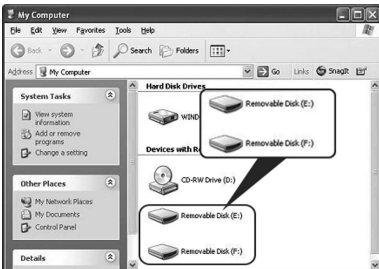 My Computer
File Edit View Favorites Tools Help
Back Search Folders
Address My Computer Go Links SnagIt
System Tasks
View system
information
Add or remove
programs
Change a setting
Other Places
My Network Places
My Documents
Control Panel
Details
Hard Disk Drives
WIND
Removable Disk (E:)
Removable Disk (F:)
Devices with R
CD-RW Drive (D:)
Removable Disk (E:)
Removable Disk (F:)